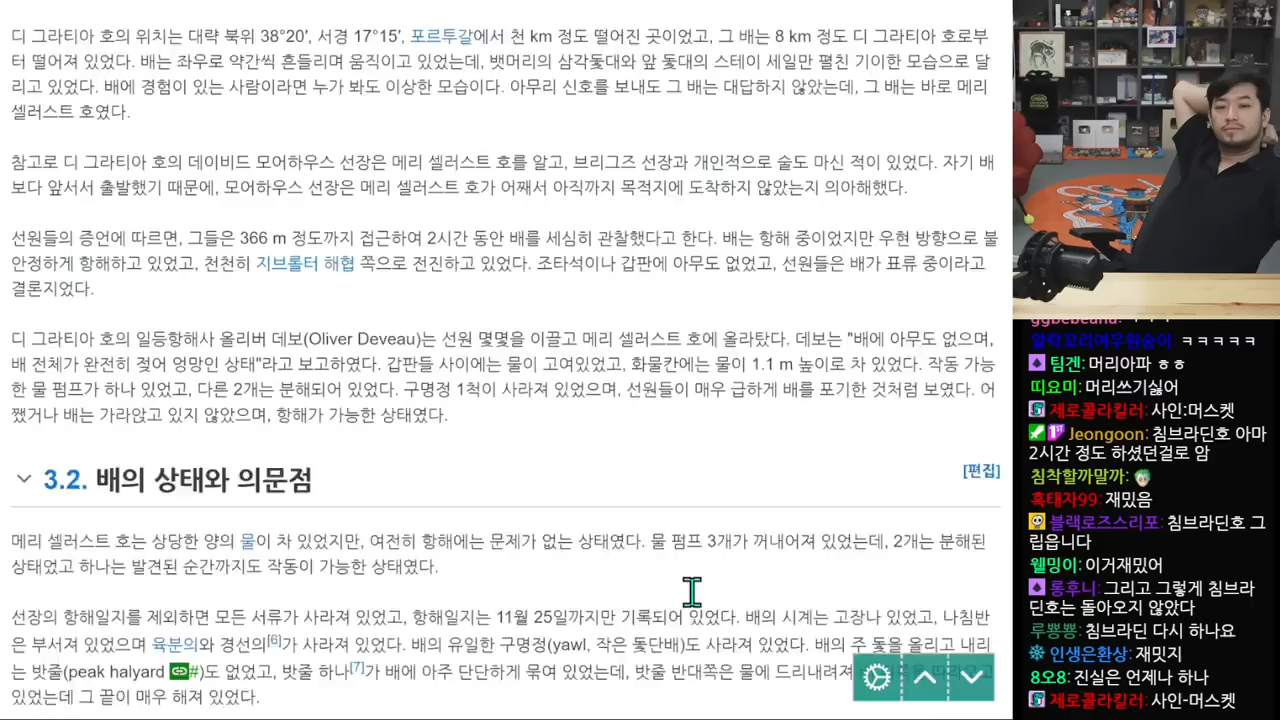 디 그라티아 호의 위치는 대략 북위 38°20′, 서경 17°15′, 포르투갈에서 천 km 정도 떨어진 곳이었고, 그 배는 8 km 정도 디 그라티아 호로부
터 떨어져 있었다. 배는 좌우로 약간씩 흔들리며 움직이고 있었는데, 뱃머리의 삼각돛대와 앞 돛대의 스테이 세일만 펼친 기이한 모습으로 달
리고 있었다. 배에 경험이 있는 사람이라면 누가 봐도 이상한 모습이다. 아무리 신호를 보내도 그 배는 대답하지 않았는데, 그 배는 바로 메리
셀러스트 호였다.
참고로 디 그라티아 호의 데이비드 모어하우스 선장은 메리 셀러스트 호를 알고, 브리그즈 선장과 개인적으로 술도 마신 적이 있었다. 자기 배
보다 앞서서 출발했기 때문에, 모어하우스 선장은 메리 셀러스트 호가 어째서 아직까지 목적지에 도착하지 않았는지 의아해했다.
선원들의 증언에 따르면, 그들은 366 m 정도까지 접근하여 2시간 동안 배를 세심히 관찰했다고 한다. 배는 항해 중이었지만 우현 방향으로 불
안정하게 항해하고 있었고, 천천히 지브롤터 해협 쪽으로 전진하고 있었다. 조타석이나 갑판에 아무도 없었고, 선원들은 배가 표류 중이라고
결론지었다.
디 그라티아 호의 일등항해사 올리버 데보(Oliver Deveau)는 선원 몇몇을 이끌고 메리 셀러스트 호에 올라탔다. 데보는 "배에 아무도 없으며,
배 전체가 완전히 젖어 엉망인 상태"라고 보고하였다. 갑판들 사이에는 물이 고여있었고, 화물칸에는 물이 1.1 m 높이로 차 있었다. 작동 가능
한 물 펌프가 하나 있었고, 다른 2개는 분해되어 있었다. 구명정 1척이 사라져 있었으며, 선원들이 매우 급하게 배를 포기한 것처럼 보였다. 어
쨌거나 배는 가라앉고 있지 않았으며, 항해가 가능한 상태였다.
3.2. 배의 상태와 의문점
[편집]
메리 셀러스트 호는 상당한 양의 물이 차 있었지만, 여전히 항해에는 문제가 없는 상태였다. 물 펌프 3개가 꺼내어져 있었는데, 2개는 분해된
상태였고 하나는 발견된 순간까지도 작동이 가능한 상태였다.
선장의 항해일지를 제외하면 모든 서류가 사라져 있었고, 항해일지는 11월 25일까지만 기록되어 있었다. 배의 시계는 고장나 있었고, 나침반
은 부서져 있었으며 육분의와 경선의[6]가 사라져 있었다. 배의 유일한 구명정(yawl, 작은 돛단배)도 사라져 있었다. 배의 주 돛을 올리고 내리
는 밧줄(peak halyard #)도 없었고, 밧줄 하나[7]가 배에 아주 단단하게 묶여 있었는데, 밧줄 반대쪽은 물에 드리내려져
있었는데 그 끝이 매우 해져 있었다.
ㅋㅋㅋㅋㅋ
팀겐: 머리아파 ㅎㅎ
띠요미: 머리쓰기싫어
제로콜라킬러: 사인:머스켓
Jeongoon: 침브라딘호 아마
2시간 정도 하셨던걸로 암
침착할까말까:
흑태자99: 재밌음
블랙로즈스리포: 침브라딘호 그
립읍니다
웰밍이: 이거재밌어
롱후니: 그리고 그렇게 침브라
딘호는 돌아오지 않았다
루뽕뽕: 침브라딘 다시 하나요
인생은환상: 재밋지
8오8: 진실은 언제나 하나
제로콜라킬러: 사인-머스켓